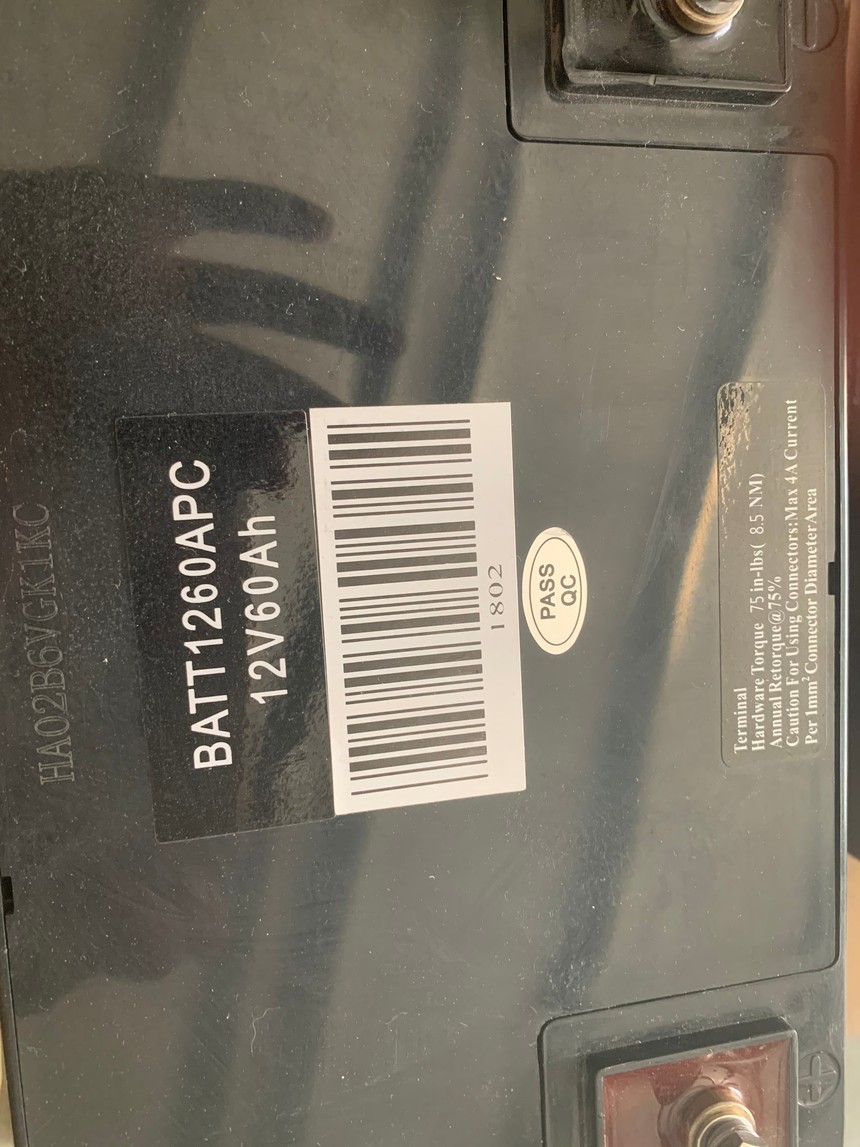 HA02B6VGK1KC
BATT1260APC
12V60Ah
1802
PASS
QC
Terminal
Hardware Torque 75 in-lbs( 8.5 NM)
Annual Retorque@75%
Caution For Using Connectors:Max 4A Current
Per 1mm² Connector Diameter Area